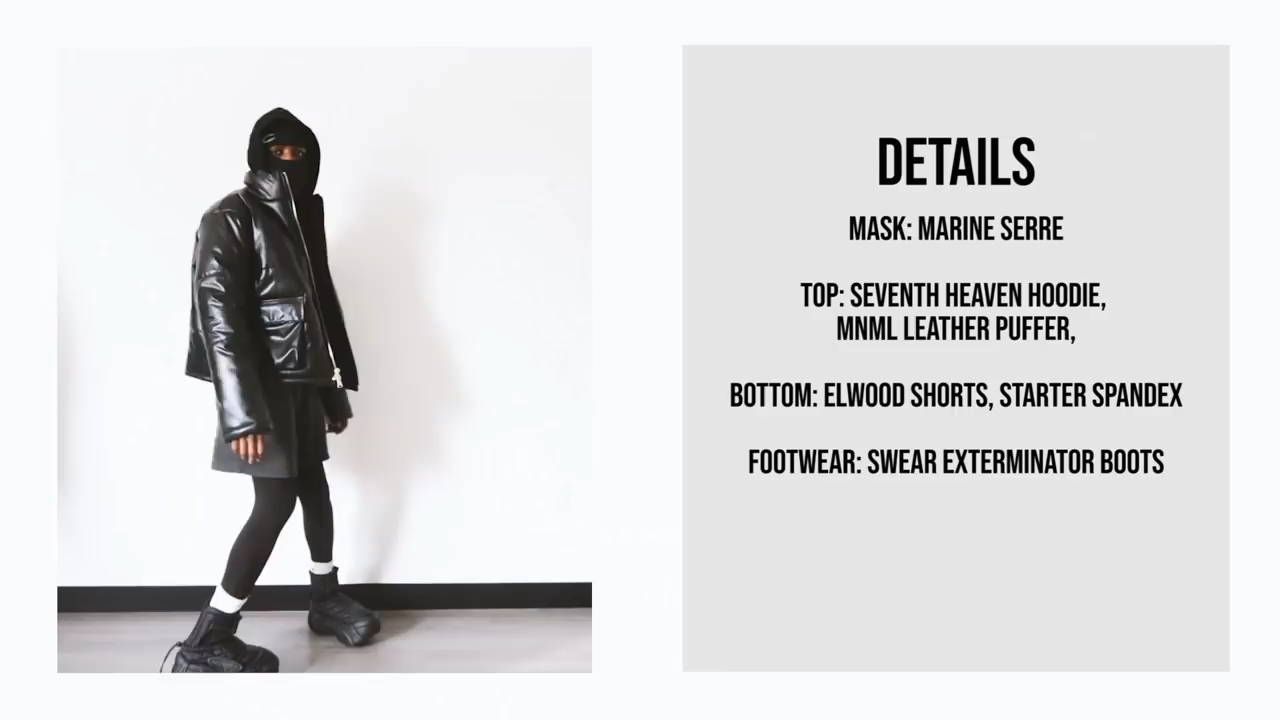 DETAILS
MASK: MARINE SERRE
TOP: SEVENTH HEAVEN HOODIE,
MNML LEATHER PUFFER,
BOTTOM: ELWOOD SHORTS, STARTER SPANDEX
FOOTWEAR: SWEAR EXTERMINATOR BOOTS